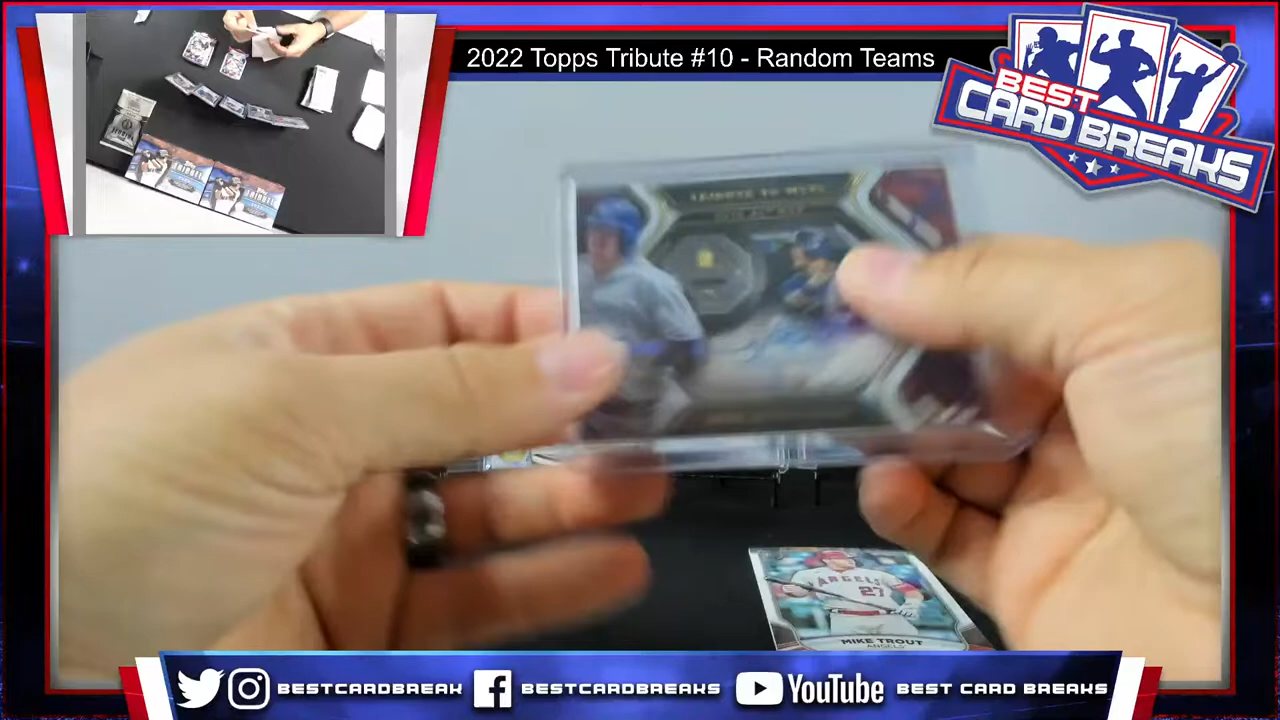 2022 Topps Tribute #10 - Random Teams
BEST
CARD BREAKS
ANGELS
27
MIKE TROUT
ANGELS
BESTCARDBREAK
BESTCARDBREAKS
YouTube
BEST CARD BREAKS